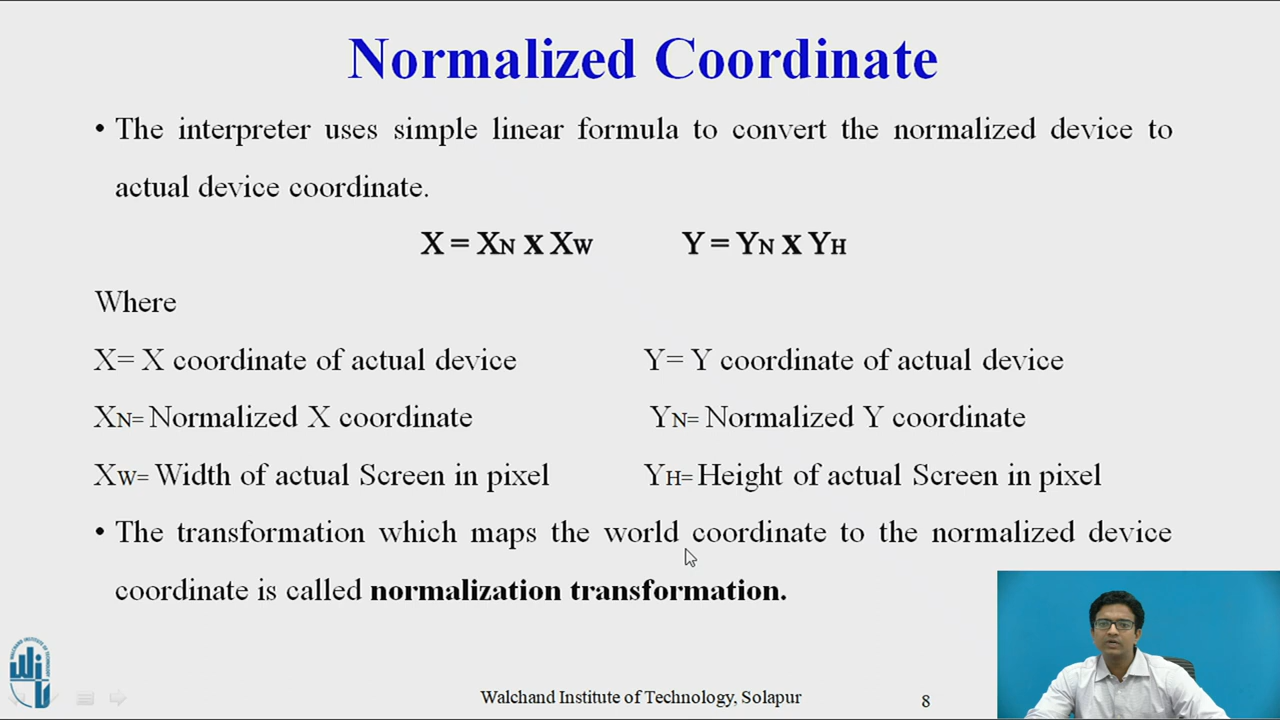 Normalized Coordinate
• The interpreter uses simple linear formula to convert the normalized device to
actual device coordinate.
X = XN x XW Y = YN x YH
Where
X= X coordinate of actual device Y= Y coordinate of actual device
XN= Normalized X coordinate YN= Normalized Y coordinate
XW= Width of actual Screen in pixel YH= Height of actual Screen in pixel
• The transformation which maps the world coordinate to the normalized device
coordinate is called normalization transformation.
Walchand Institute of Technology, Solapur 8